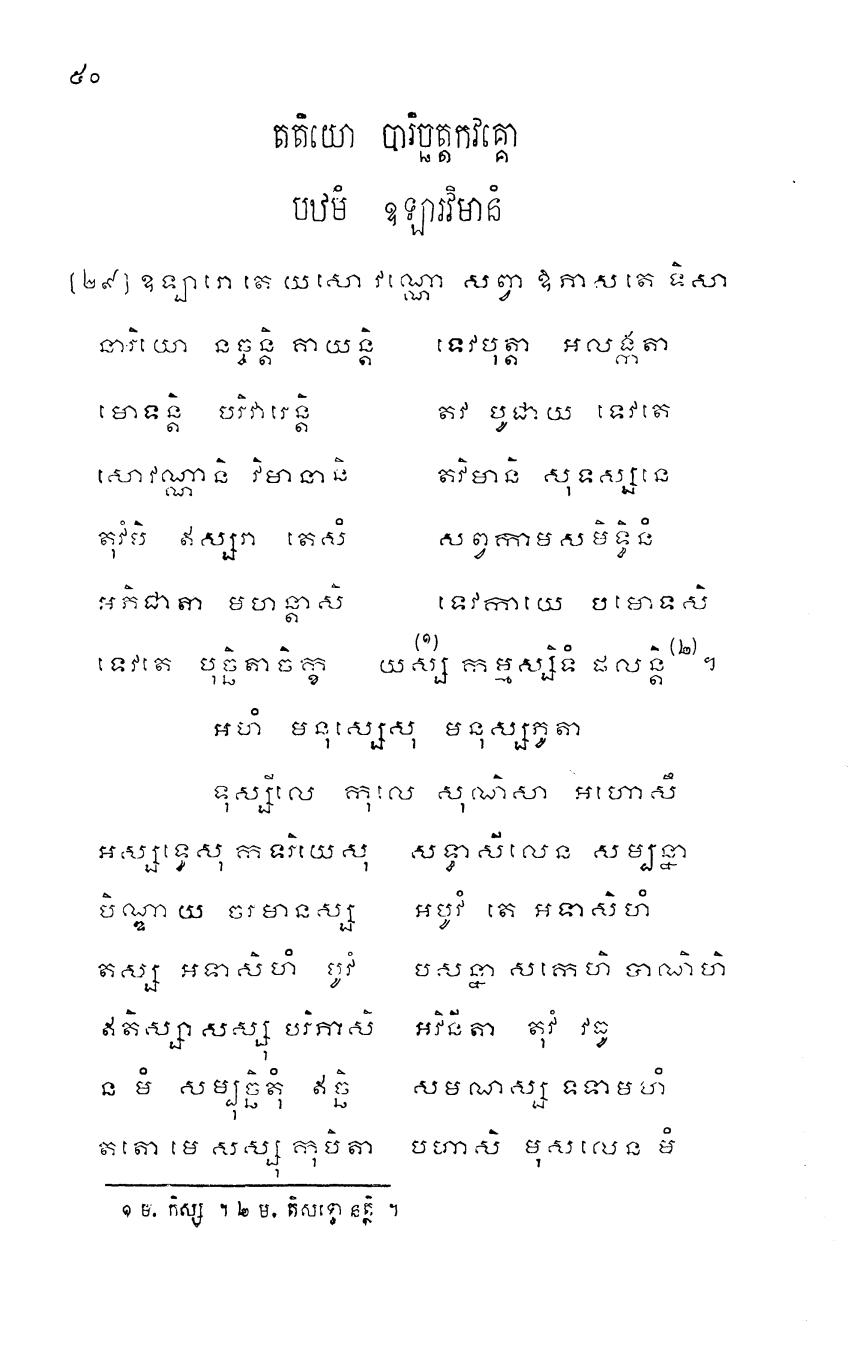 ៥០
តតិយោ បារិច្ឆត្តកវគ្គោ
បឋមំ ឧឡ្បារវិមានំ
[២៩] ឧឡ្បារោ តេ យសោ វណ្ណោ សព្វា ឱភាសតេ ទិសា
នារិយោ នច្ចន្តិ គាយន្តិ ទេវបុត្តា អលង្កតា
មោទន្តិ បរិវារេន្តិ តវ បូជាយ ទេវតេ
សោវណ្ណានិ វិមានានិ តវិមានិ សុទស្សនេ
តុវំបិ ឥស្សរា តេសំ សព្វកាមសមិទ្ធិនំ
អភិជាតា មហន្តាសិ ទេវកាយេ បមោទសិ
ទេវតេ បុច្ឆិតាចិក្ខ យស្ស(១) កម្មស្សិទំ ផលន្តិ(២) ។
អហំ មនុស្សេសុ មនុស្សភូតា
ទុស្សីលេ កុលេ សុណិសា អហោសឹ
អស្សទ្ធេសុ កទរិយេសុ សទ្ធាសីលេន សម្បន្នា
បិណ្ឌាយ ចរមានស្ស អបូវំ តេ អទាសិហំ
តស្ស អទាសិហំ បូវំ បសន្នា សកេហិ បាណិហិ
ឥតិស្សា សស្សុ បរិភាសិ អវិនីតា តុវំ វធូ
ន មំ សម្បុច្ឆិតុំ ឥច្ឆិ សមណស្ស ទទាមហំ
តតោ មេ សស្សុ កុបិតា បហាសិ មុសលេន មំ
១ ម. កិស្ស ។ ២ ម. តិសទ្ទោ នត្ថិ ។